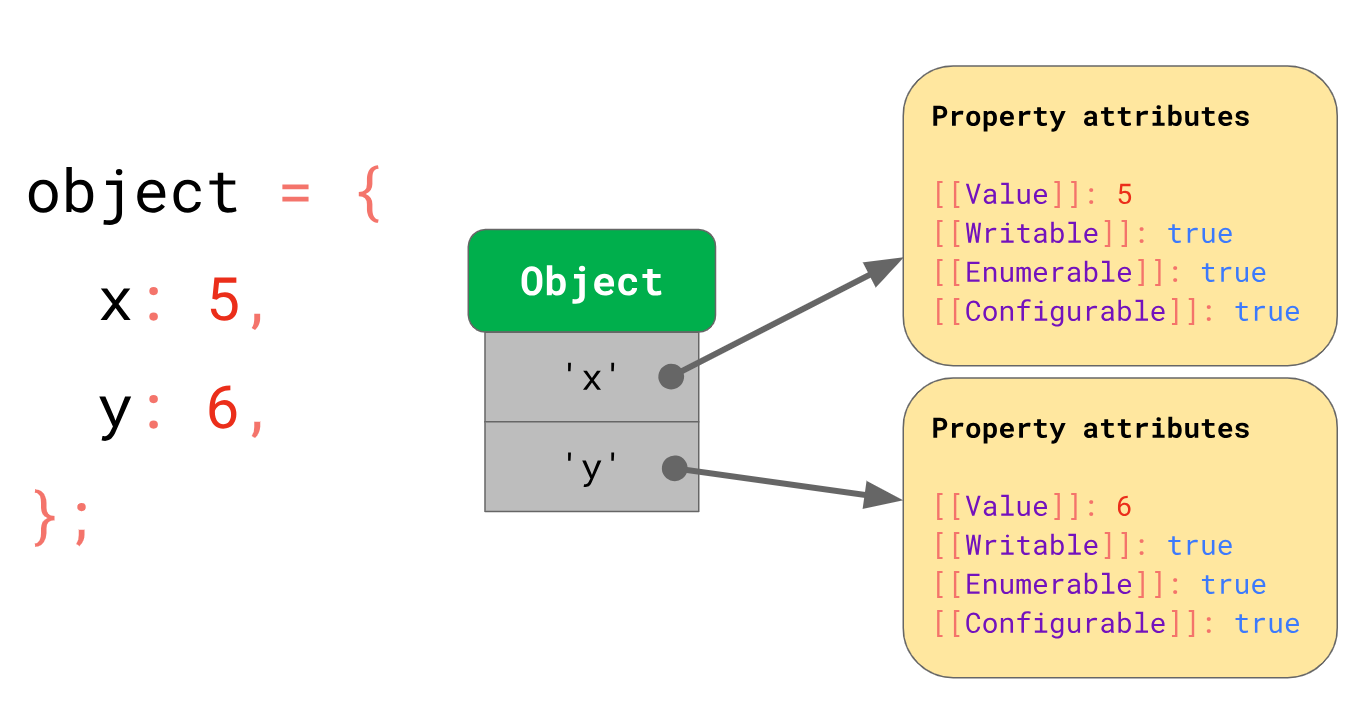 object = {
x: 5,
y: 6,
};
Object
'x'
'y'
Property attributes
[[Value]]: 5
[[Writable]]: true
[[Enumerable]]: true
[[Configurable]]: true
Property attributes
[[Value]]: 6
[[Writable]]: true
[[Enumerable]]: true
[[Configurable]]: true